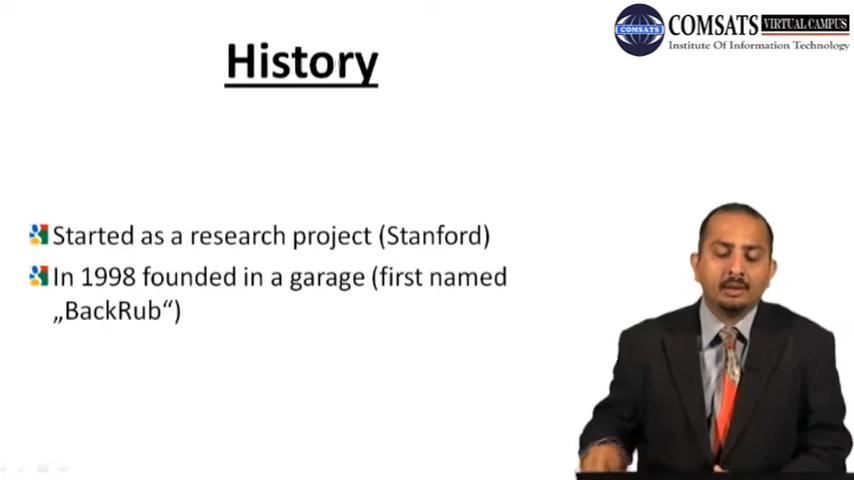 History
COMSATS VIRTUAL CAMPUS
COMSATS
Institute Of Information Technology
Started as a research project (Stanford)
In 1998 founded in a garage (first named
„BackRub“)